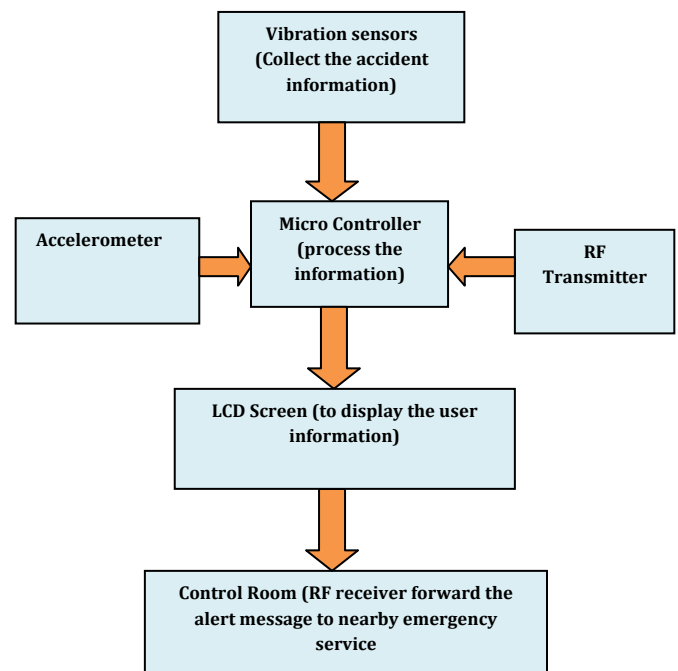 Vibration sensors
(Collect the accident
information)
Accelerometer
Micro Controller
(process the
information)
RF
Transmitter
LCD Screen (to display the user
information)
Control Room (RF receiver forward the
alert message to nearby emergency
service